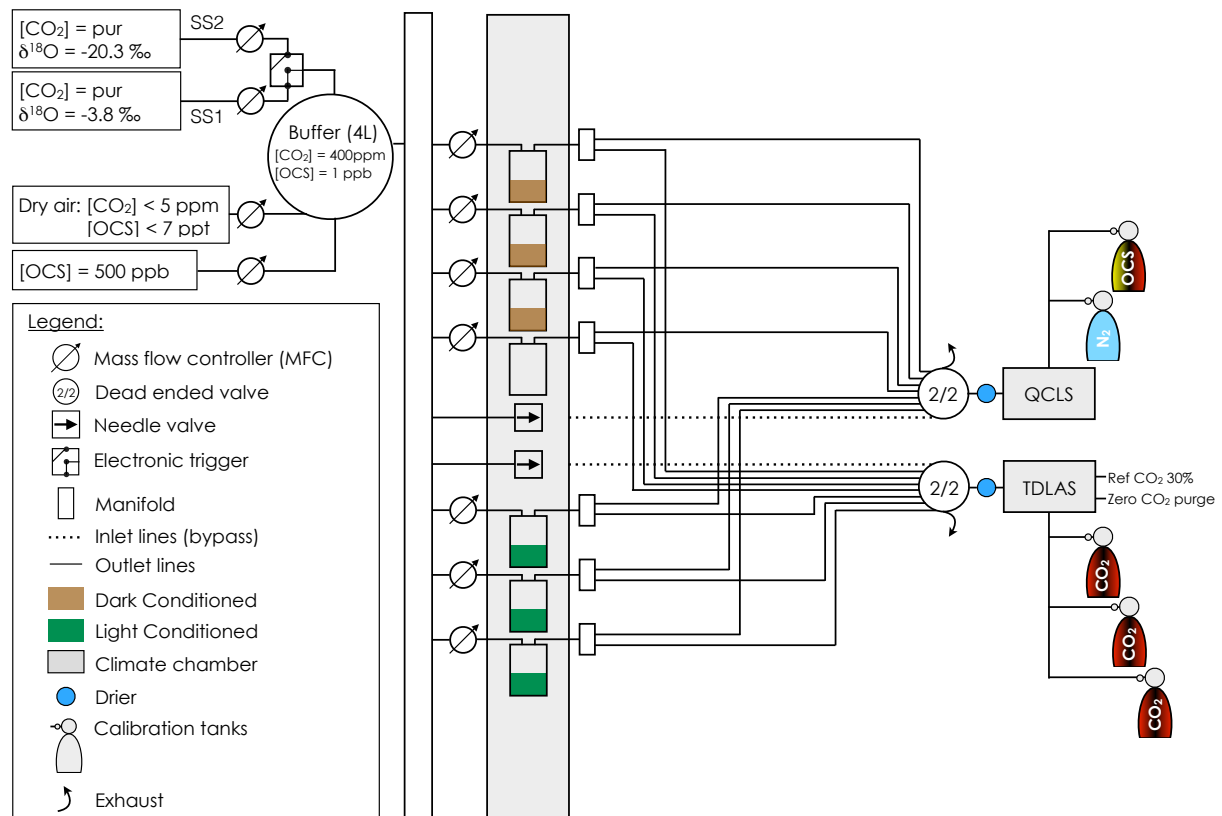 [CO₂] = pur
δ¹⁸O = -20.3 ‰
SS2
[CO₂] = pur
δ¹⁸O = -3.8 ‰
SS1
Buffer (4L)
[CO₂] = 400ppm
[OCS] = 1 ppb
Dry air: [CO₂] < 5 ppm
[OCS] < 7 ppt
[OCS] = 500 ppb
Legend:
Mass flow controller (MFC)
2/2
Dead ended valve
Needle valve
Electronic trigger
Manifold
Inlet lines (bypass)
Outlet lines
Dark Conditioned
Light Conditioned
Climate chamber
Drier
Calibration tanks
Exhaust
2/2
QCLS
OCS
N₂
2/2
TDLAS
Ref CO₂ 30%
Zero CO₂ purge
CO₂
CO₂
CO₂